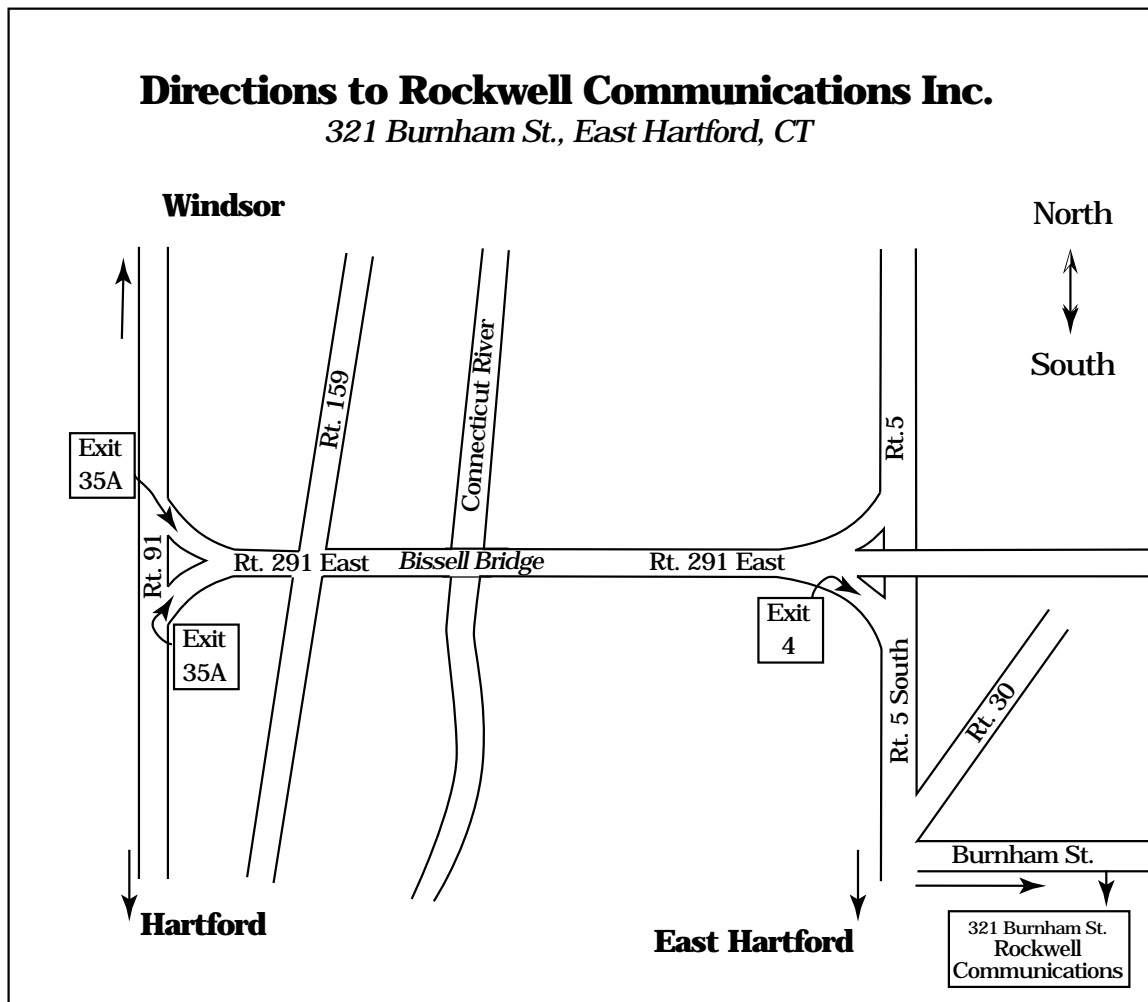 Directions to Rockwell Communications Inc.
321 Burnham St., East Hartford, CT
Windsor
North
South
Rt. 159
Connecticut River
Rt.5
Exit
35A
Rt. 91
Rt. 291 East
Bissell Bridge
Rt. 291 East
Exit
35A
Exit
4
Rt. 5 South
Rt. 30
Burnham St.
Hartford
East Hartford
321 Burnham St.
Rockwell
Communications